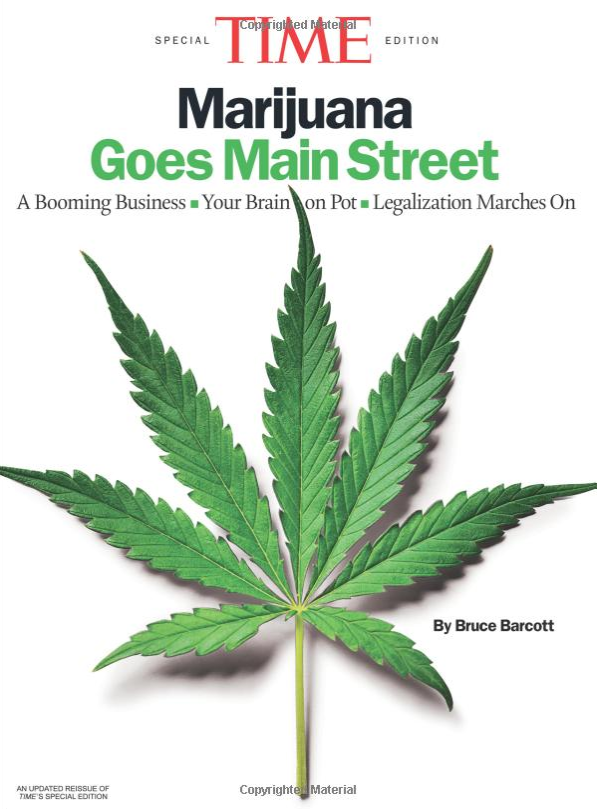 Copyrighted Material
SPECIAL TIME EDITION
Marijuana
Goes Main Street
A Booming Business ▪ Your Brain on Pot ▪ Legalization Marches On
By Bruce Barcott
AN UPDATED REISSUE OF
TIME'S SPECIAL EDITION
Copyrighted Material